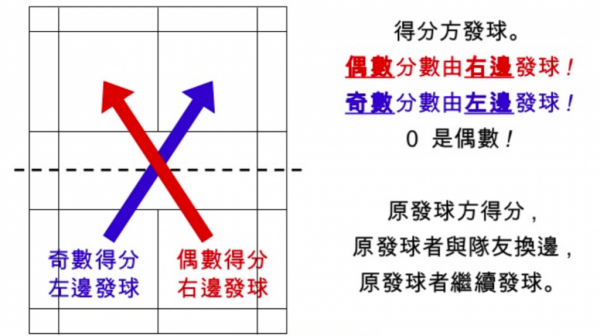 得分方發球。
偶數分數由右邊發球!
奇數分數由左邊發球!
0 是偶數!
原發球方得分,
原發球者與隊友換邊,
原發球者繼續發球。
奇數得分
左邊發球
偶數得分
右邊發球